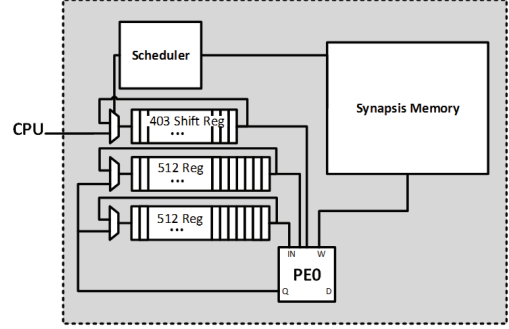 Scheduler
Synapsis Memory
CPU
403 Shift Reg
...
512 Reg
...
512 Reg
...
IN W
PE0
Q D